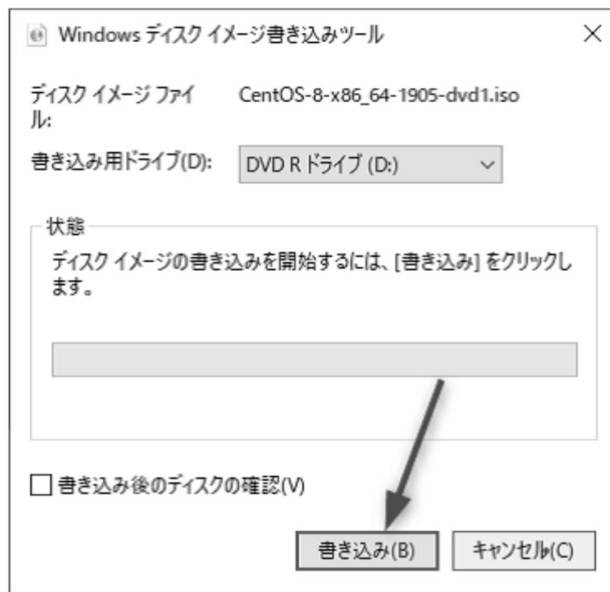 Windows ディスク イメージ書き込みツール
ディスク イメージ ファイ
ル:
CentOS-8-x86_64-1905-dvd1.iso
書き込み用ドライブ(D):
DVD R ドライブ (D:)
状態
ディスク イメージの書き込みを開始するには、[書き込み] をクリックし
ます。
書き込み後のディスクの確認(V)
書き込み(B)
キャンセル(C)